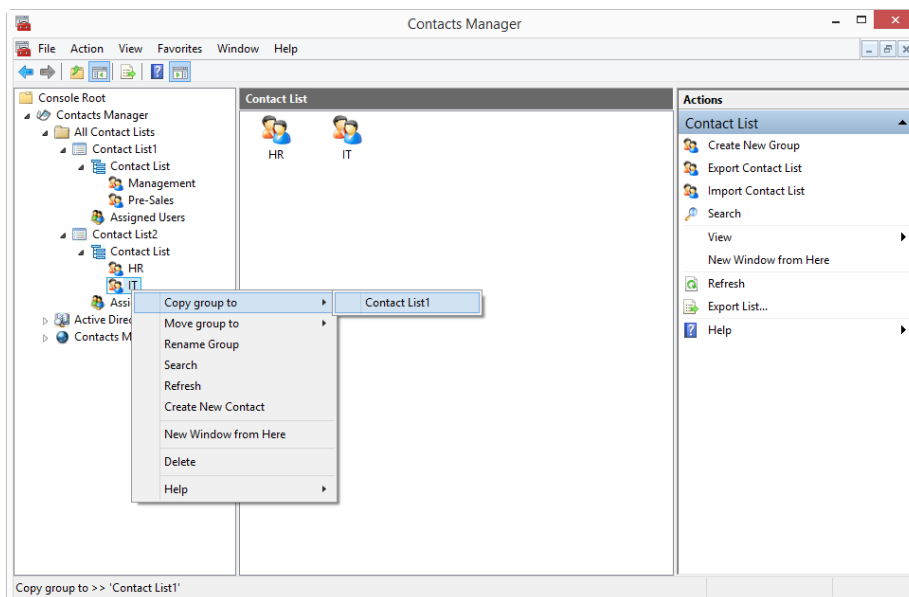 Contacts Manager
File Action View Favorites Window Help
Console Root
Contacts Manager
All Contact Lists
Contact List1
Contact List
Management
Pre-Sales
Assigned Users
Contact List2
Contact List
HR
IT
Assi
Active Direc
Contacts M
Copy group to
Move group to
Rename Group
Search
Refresh
Create New Contact
New Window from Here
Delete
Help
Contact List1
Contact List
HR IT
Actions
Contact List
Create New Group
Export Contact List
Import Contact List
Search
View
New Window from Here
Refresh
Export List...
Help
Copy group to >> 'Contact List1'